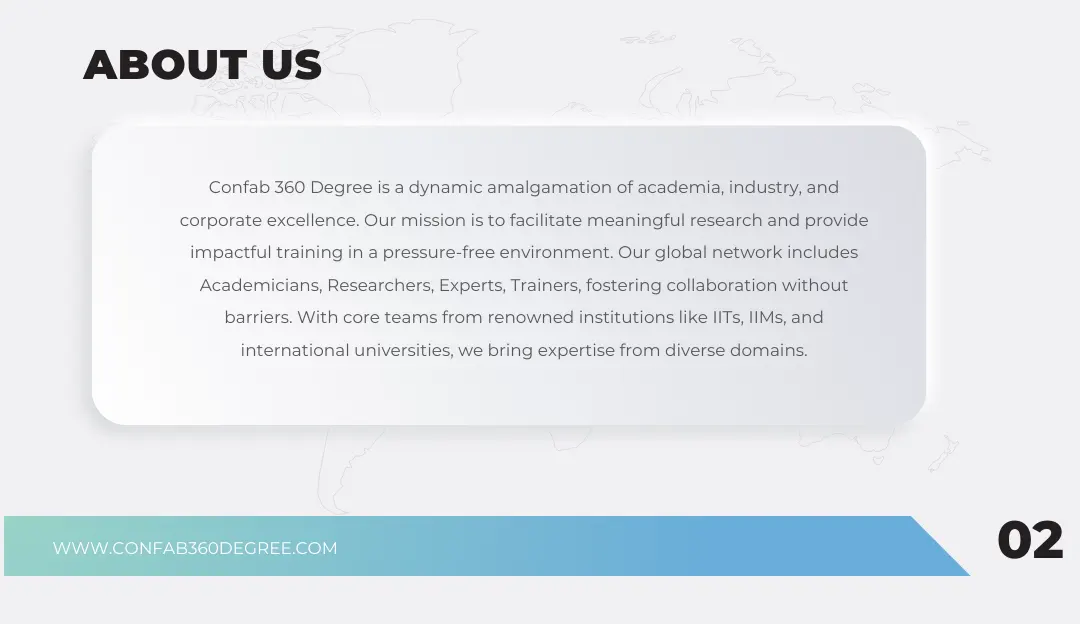 ABOUT US
Confab 360 Degree is a dynamic amalgamation of academia, industry, and
corporate excellence. Our mission is to facilitate meaningful research and provide
impactful training in a pressure-free environment. Our global network includes
Academicians, Researchers, Experts, Trainers, fostering collaboration without
barriers. With core teams from renowned institutions like IITs, IIMs, and
international universities, we bring expertise from diverse domains.
WWW.CONFAB360DEGREE.COM
02